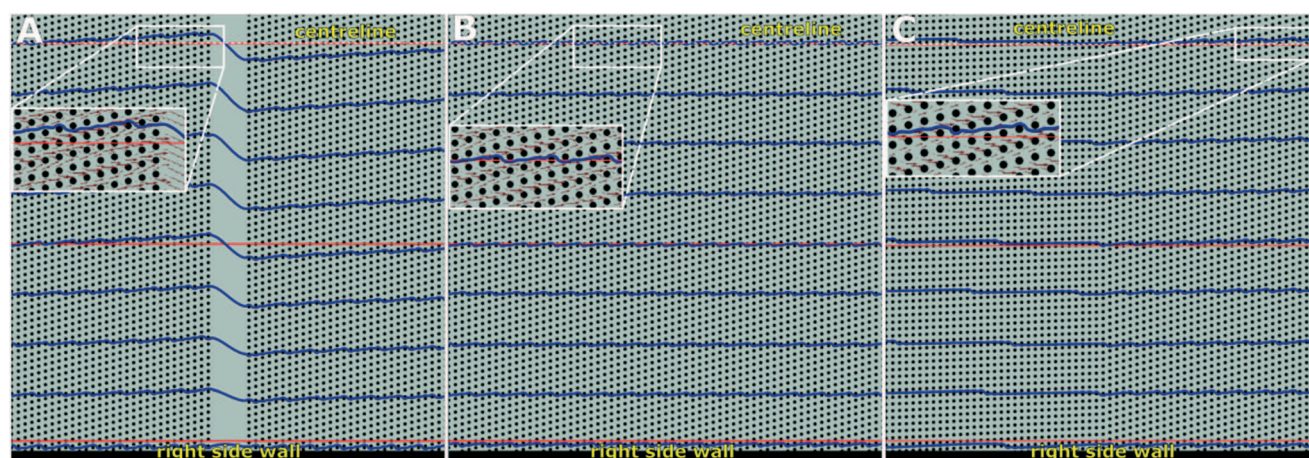 A
centreline
right side wall
B
centreline
right side wall
C
centreline
right side wall